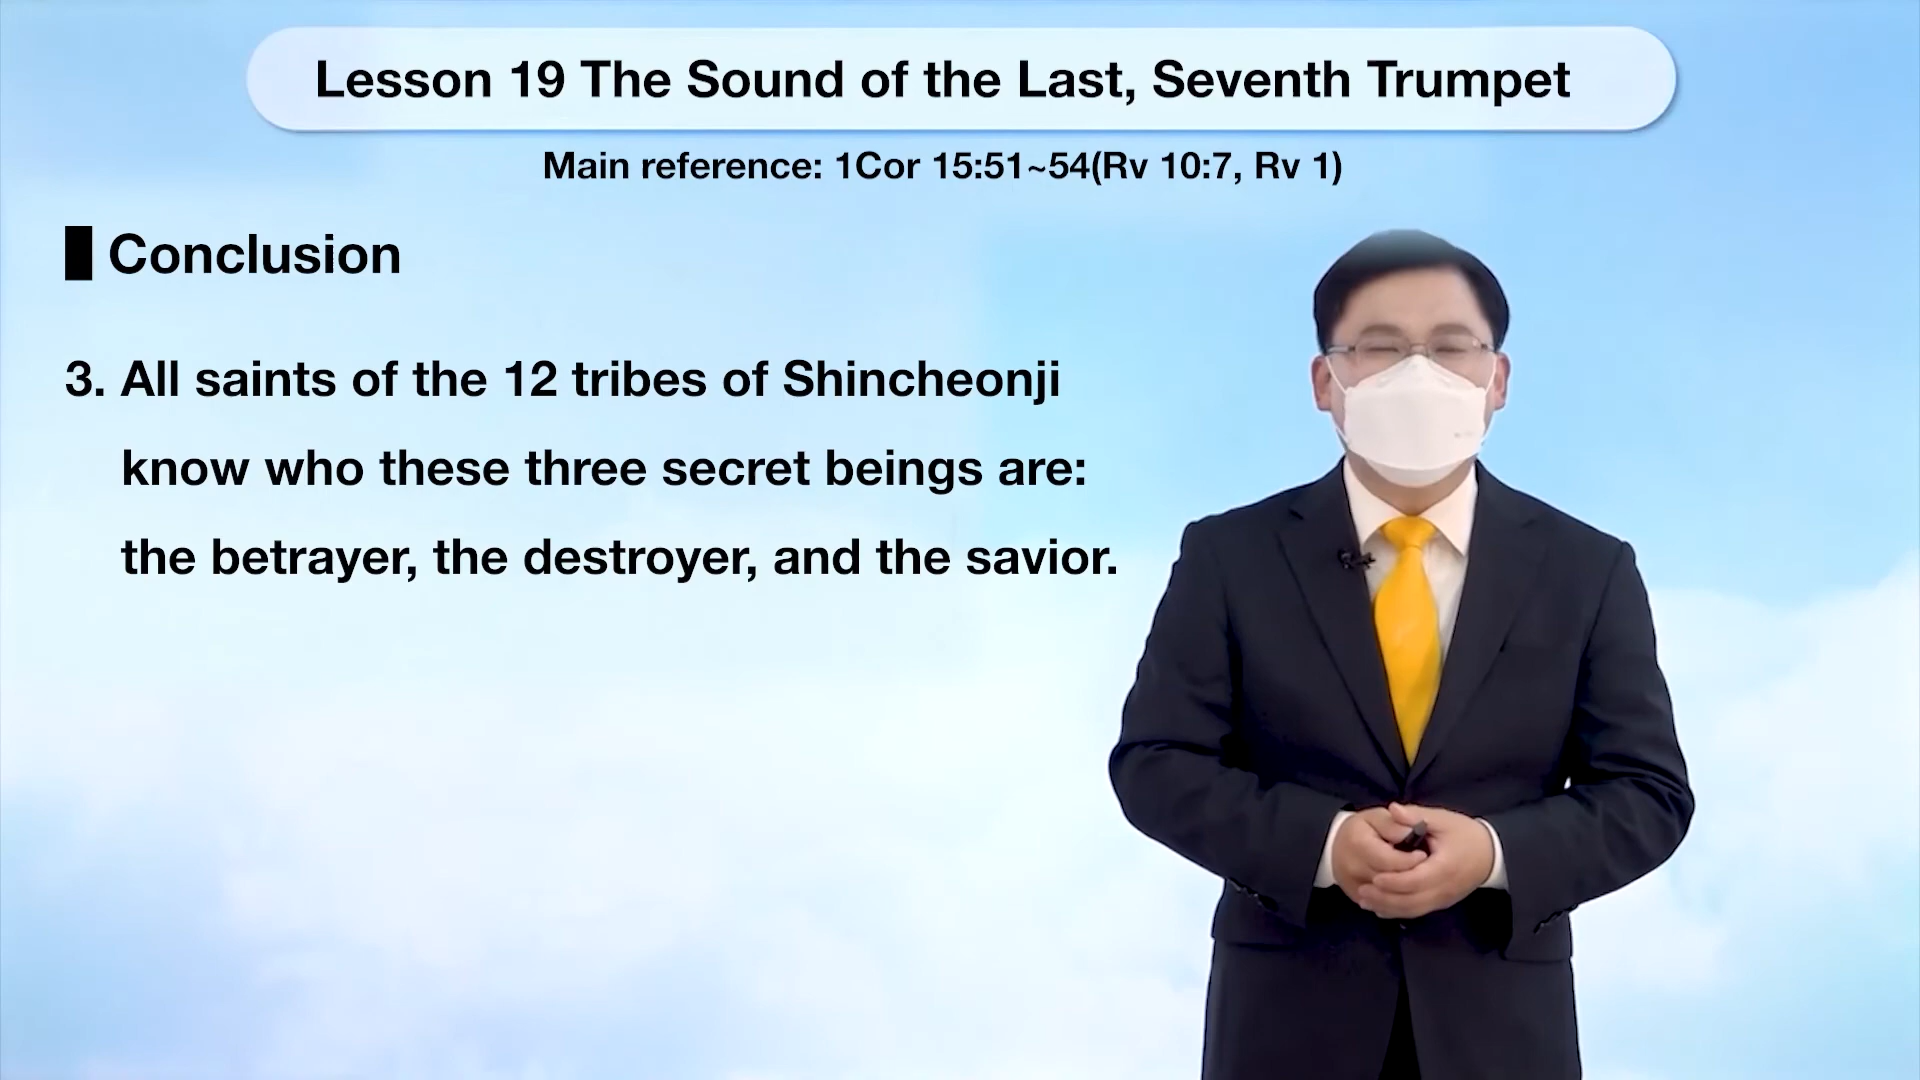 Lesson 19 The Sound of the Last, Seventh Trumpet
Main reference: 1Cor 15:51~54(Rv 10:7, Rv 1)
Conclusion
3. All saints of the 12 tribes of Shincheonji
know who these three secret beings are:
the betrayer, the destroyer, and the savior.